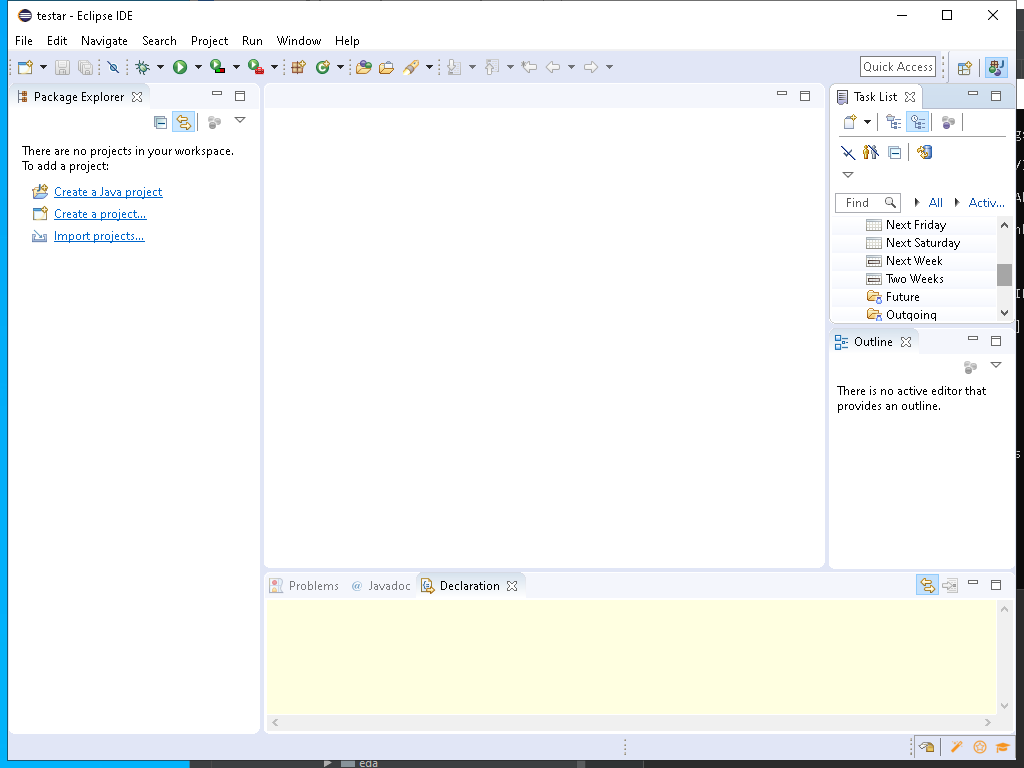 testar - Eclipse IDE
File Edit Navigate Search Project Run Window Help
Quick Access
Package Explorer
There are no projects in your workspace.
To add a project:
Create a Java project
Create a project...
Import projects...
Task List
Find All Activ...
Next Friday
Next Saturday
Next Week
Two Weeks
Future
Outgoing
Outline
There is no active editor that
provides an outline.
Problems @ Javadoc Declaration
eda